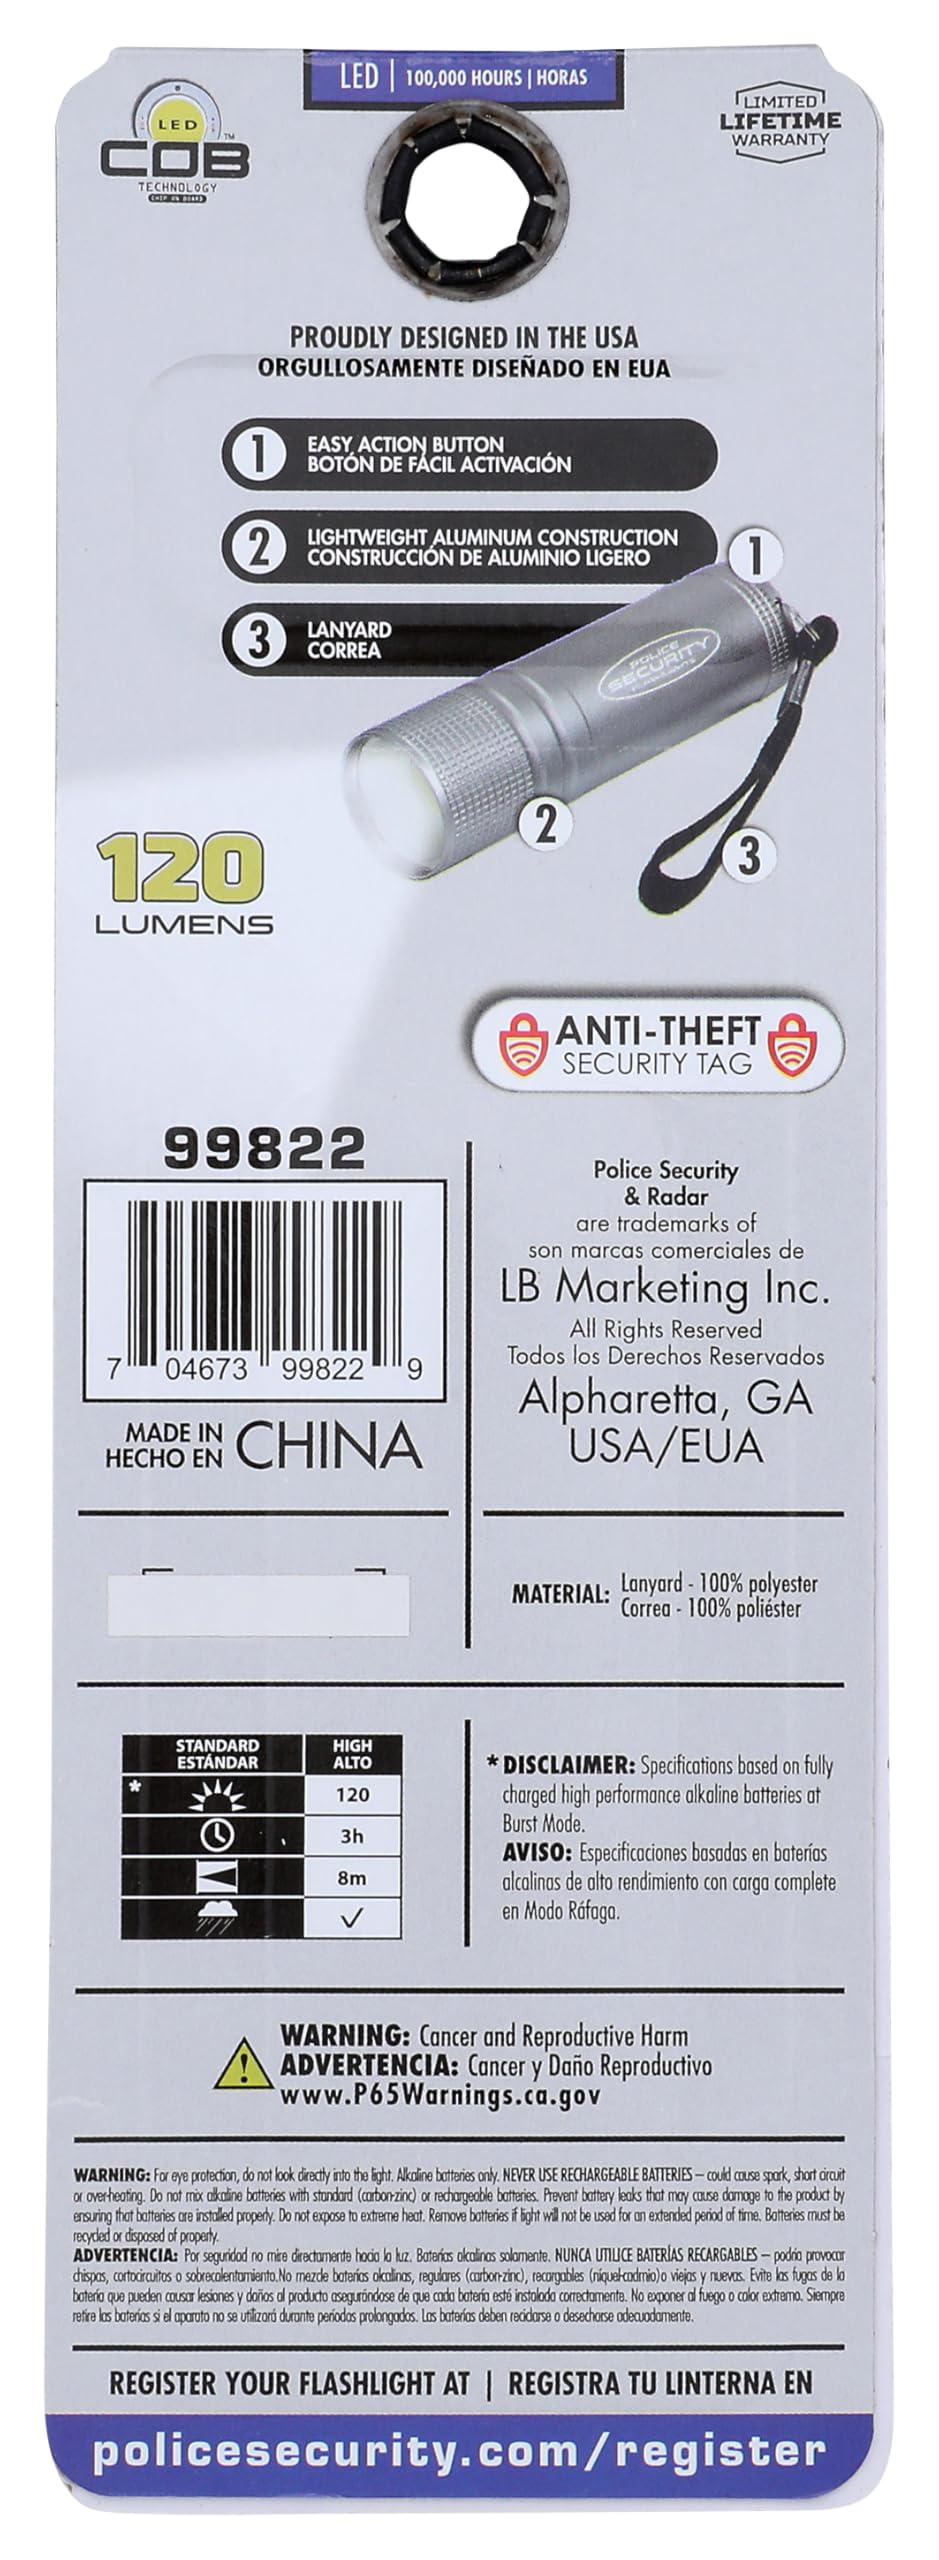 LED | 100,000 HOURS | HORAS
LED
COB™
TECHNOLOGY
CHIP ON BOARD
LIMITED
LIFETIME
WARRANTY
PROUDLY DESIGNED IN THE USA
ORGULLOSAMENTE DISEÑADO EN EUA
1 EASY ACTION BUTTON
BOTÓN DE FÁCIL ACTIVACIÓN
2 LIGHTWEIGHT ALUMINUM CONSTRUCTION
CONSTRUCCIÓN DE ALUMINIO LIGERO
1
3 LANYARD
CORREA
POLICE
SECURITY
FLASHLIGHTS
2
3
120
LUMENS
ANTI-THEFT
SECURITY TAG
99822
7 04673 99822 9
MADE IN
HECHO EN CHINA
Police Security
& Radar
are trademarks of
son marcas comerciales de
LB Marketing Inc.
All Rights Reserved
Todos los Derechos Reservados
Alpharetta, GA
USA/EUA
MATERIAL: Lanyard - 100% polyester
Correa - 100% poliéster
STANDARD HIGH
ESTÁNDAR ALTO
* 120
3h
8m
✓
* DISCLAIMER: Specifications based on fully
charged high performance alkaline batteries at
Burst Mode.
AVISO: Especificaciones basadas en baterías
alcalinas de alto rendimiento con carga complete
en Modo Ráfaga.
WARNING: Cancer and Reproductive Harm
ADVERTENCIA: Cancer y Daño Reproductivo
www.P65Warnings.ca.gov
WARNING: For eye protection, do not look directly into the light. Alkaline batteries only. NEVER USE RECHARGEABLE BATTERIES – could cause spark, short circuit
or over-heating. Do not mix alkaline batteries with standard (carbon-zinc) or rechargeable batteries. Prevent battery leaks that may cause damage to the product by
ensuring that batteries are installed properly. Do not expose to extreme heat. Remove batteries if light will not be used for an extended period of time. Batteries must be
recycled or disposed of properly.
ADVERTENCIA: Por seguridad no mire directamente hacia la luz. Baterías alcalinas solamente. NUNCA UTILICE BATERÍAS RECARGABLES – podría provocar
chispas, cortocircuitos o sobrecalentamiento.No mezcle baterías alcalinas, regulares (carbon-zinc), recargables (níquel-cadmio)o viejas y nuevas. Evite las fugas de la
batería que pueden causar lesiones y daños al producto asegurándose de que cada batería esté instalada correctamente. No exponer al fuego o calor extremo. Siempre
retire las baterías si el aparato no se utilizará durante períodos prolongados. Las baterías deben reciclarse o desecharse adecuadamente.
REGISTER YOUR FLASHLIGHT AT | REGISTRA TU LINTERNA EN
policesecurity.com/register